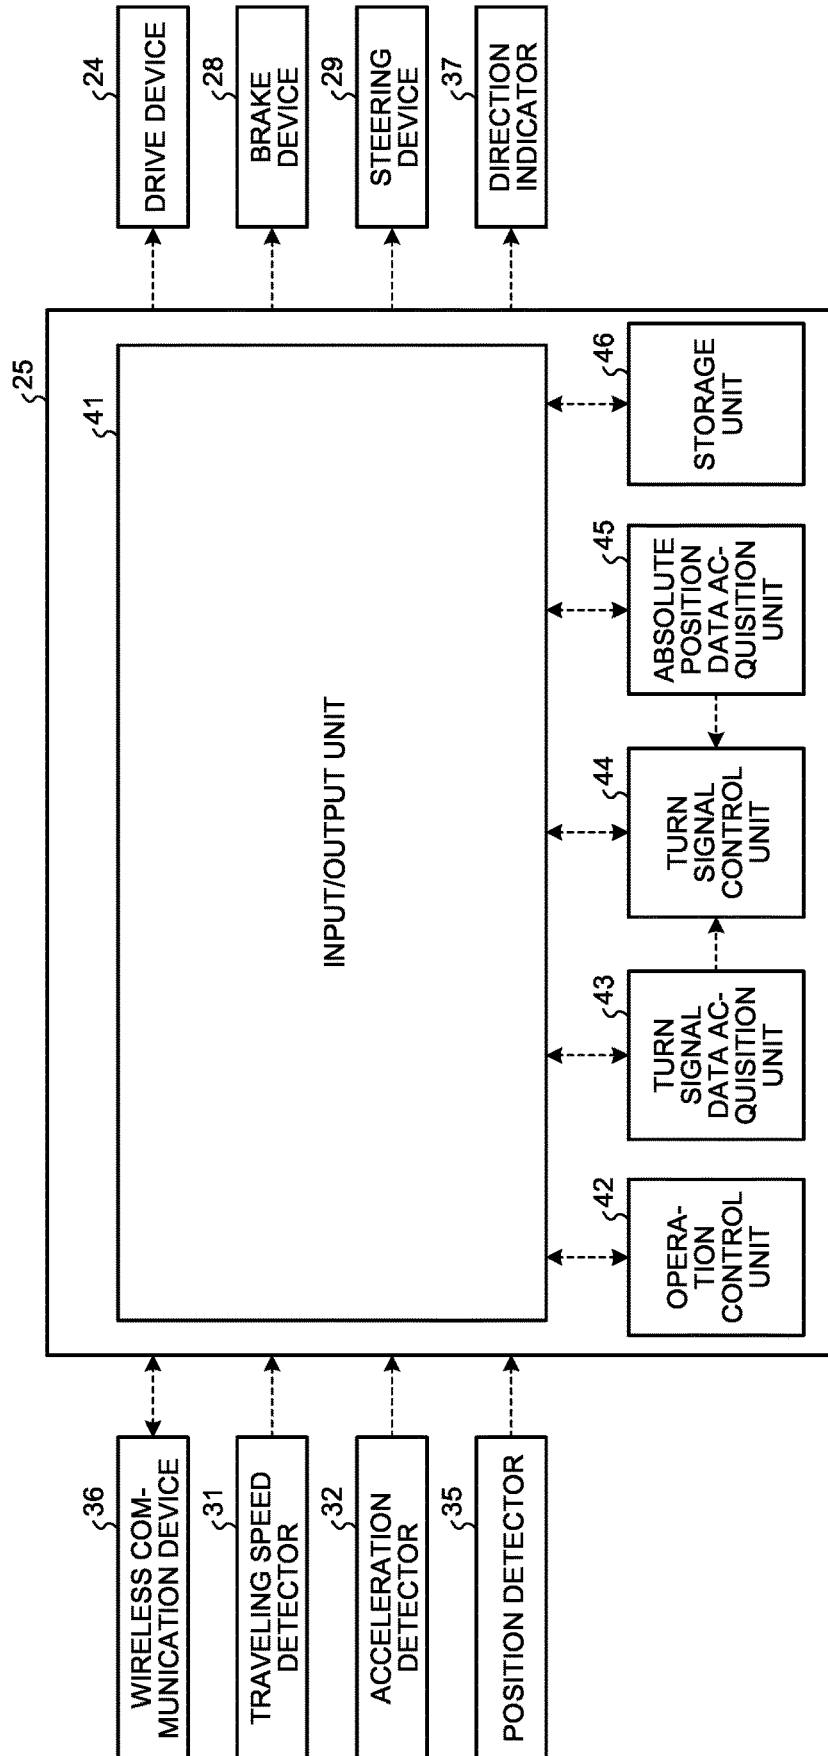 25
41
INPUT/OUTPUT UNIT
36
WIRELESS COM-
MUNICATION DEVICE
31
TRAVELING SPEED
DETECTOR
32
ACCELERATION
DETECTOR
35
POSITION DETECTOR
24
DRIVE DEVICE
28
BRAKE
DEVICE
29
STEERING
DEVICE
37
DIRECTION
INDICATOR
42
OPERA-
TION
CONTROL
UNIT
43
TURN
SIGNAL
DATA AC-
QUISITION
UNIT
44
TURN
SIGNAL
CONTROL
UNIT
45
ABSOLUTE
POSITION
DATA AC-
QUISITION
UNIT
46
STORAGE
UNIT